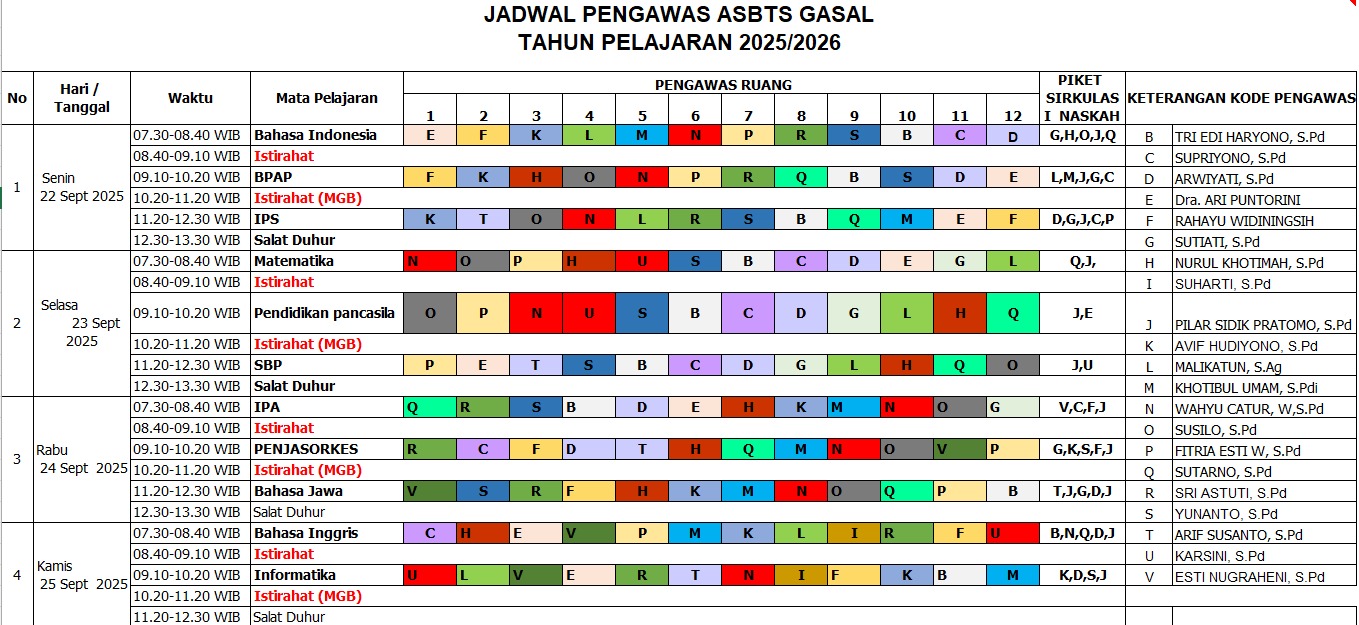 JADWAL PENGAWAS ASBTS GASAL
TAHUN PELAJARAN 2025/2026
No Hari / Tanggal Waktu Mata Pelajaran PENGAWAS RUANG PIKET SIRKULAS I NASKAH KETERANGAN KODE PENGAWAS
1 2 3 4 5 6 7 8 9 10 11 12
1 Senin 22 Sept 2025
07.30-08.40 WIB Bahasa Indonesia E F K L M N P R S B C D G,H,O,J,Q B TRI EDI HARYONO, S.Pd
08.40-09.10 WIB Istirahat C SUPRIYONO, S.Pd
09.10-10.20 WIB BPAP F K H O N P R Q B S D E L,M,J,G,C D ARWIYATI, S.Pd
10.20-11.20 WIB Istirahat (MGB) E Dra. ARI PUNTORINI
11.20-12.30 WIB IPS K T O N L R S B Q M E F D,G,J,C,P F RAHAYU WIDININGSIH
12.30-13.30 WIB Salat Duhur G SUTIATI, S.Pd
2 Selasa 23 Sept 2025
07.30-08.40 WIB Matematika N O P H U S B C D E G L Q,J, H NURUL KHOTIMAH, S.Pd
08.40-09.10 WIB Istirahat I SUHARTI, S.Pd
09.10-10.20 WIB Pendidikan pancasila O P N U S B C D G L H Q J,E J PILAR SIDIK PRATOMO, S.Pd
10.20-11.20 WIB Istirahat (MGB) K AVIF HUDIYONO, S.Pd
11.20-12.30 WIB SBP P E T S B C D G L H Q O J,U L MALIKATUN, S.Ag
12.30-13.30 WIB Salat Duhur M KHOTIBUL UMAM, S.Pdi
3 Rabu 24 Sept 2025
07.30-08.40 WIB IPA Q R S B D E H K M N O G V,C,F,J N WAHYU CATUR, W,S.Pd
08.40-09.10 WIB Istirahat O SUSILO, S.Pd
09.10-10.20 WIB PENJASORKES R C F D T H Q M N O V P G,K,S,F,J P FITRIA ESTI W, S.Pd
10.20-11.20 WIB Istirahat (MGB) Q SUTARNO, S.Pd
11.20-12.30 WIB Bahasa Jawa V S R F H K M N O Q P B T,J,G,D,J R SRI ASTUTI, S.Pd
12.30-13.30 WIB Salat Duhur S YUNANTO, S.Pd
4 Kamis 25 Sept 2025
07.30-08.40 WIB Bahasa Inggris C H E V P M K L I R F U B,N,Q,D,J T ARIF SUSANTO, S.Pd
08.40-09.10 WIB Istirahat U KARSINI, S.Pd
09.10-10.20 WIB Informatika U L V E R T N I F K B M K,D,S,J V ESTI NUGRAHENI, S.Pd
10.20-11.20 WIB Istirahat (MGB)
11.20-12.30 WIB Salat Duhur